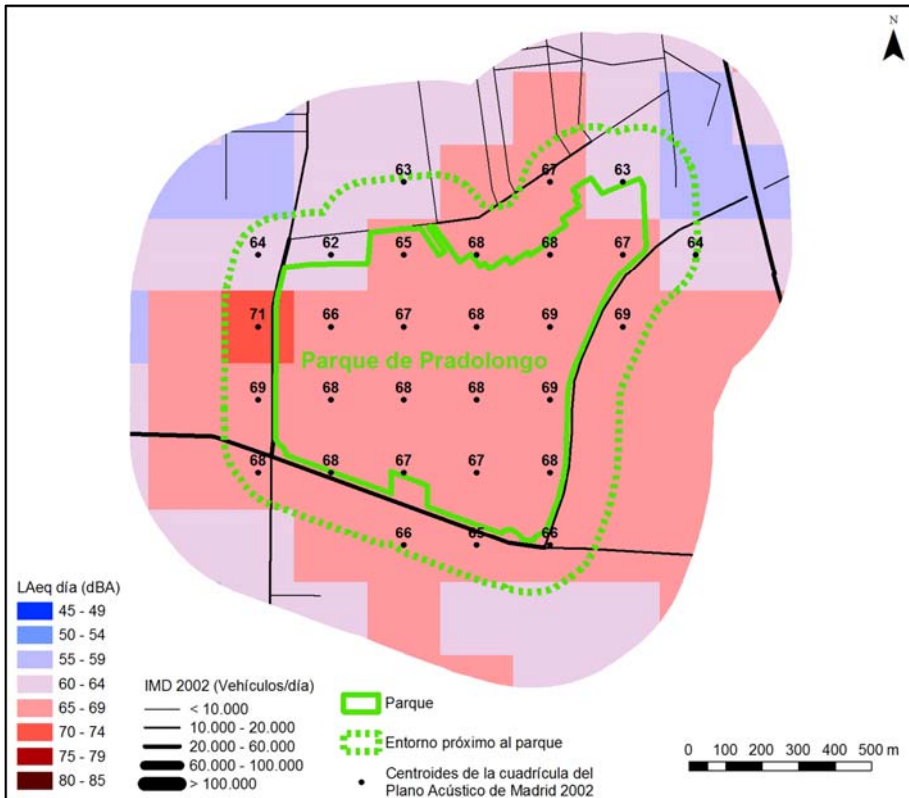 N
63 67 63
64 62 65 68 68 67 64
71 66 67 68 69 69
Parque de Pradolongo
69 68 68 68 69
68 68 67 67 68
66 65 66
LAeq día (dBA)
45 - 49
50 - 54
55 - 59
60 - 64
65 - 69
70 - 74
75 - 79
80 - 85
IMD 2002 (Vehículos/día)
< 10.000
10.000 - 20.000
20.000 - 60.000
60.000 - 100.000
> 100.000
Parque
Entorno próximo al parque
Centroides de la cuadrícula del
Plano Acústico de Madrid 2002
0 100 200 300 400 500 m